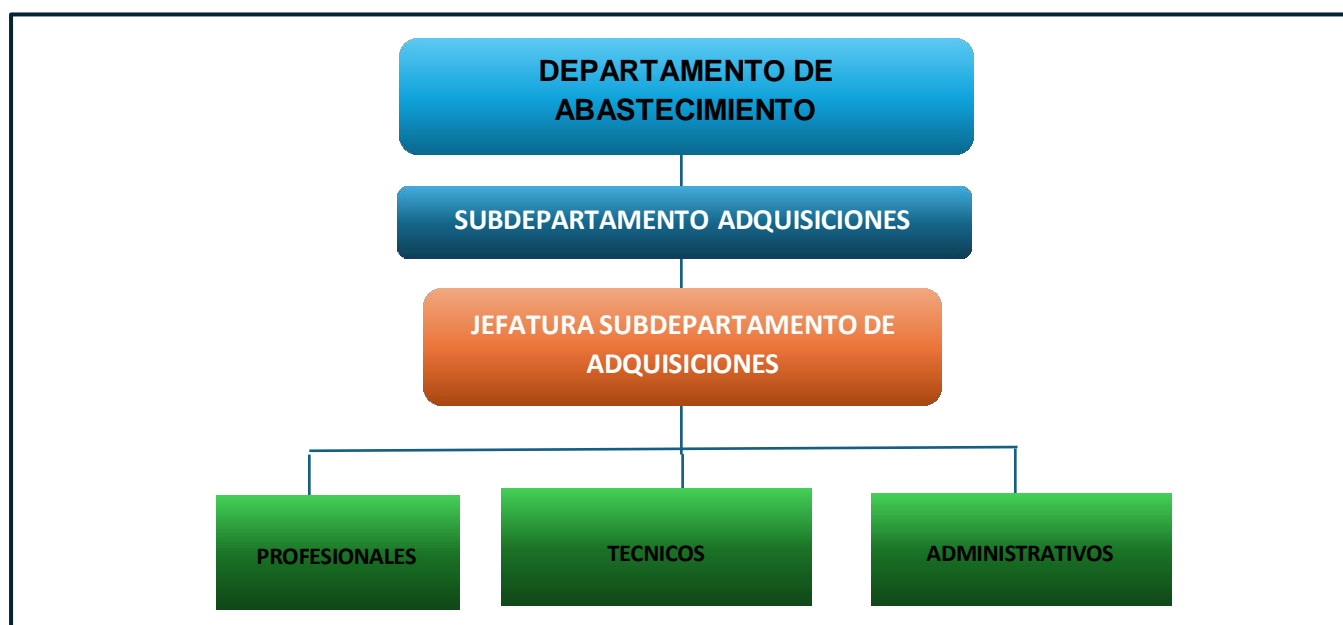 DEPARTAMENTO DE
ABASTECIMIENTO
SUBDEPARTAMENTO ADQUISICIONES
JEFATURA SUBDEPARTAMENTO DE
ADQUISICIONES
PROFESIONALES
TECNICOS
ADMINISTRATIVOS